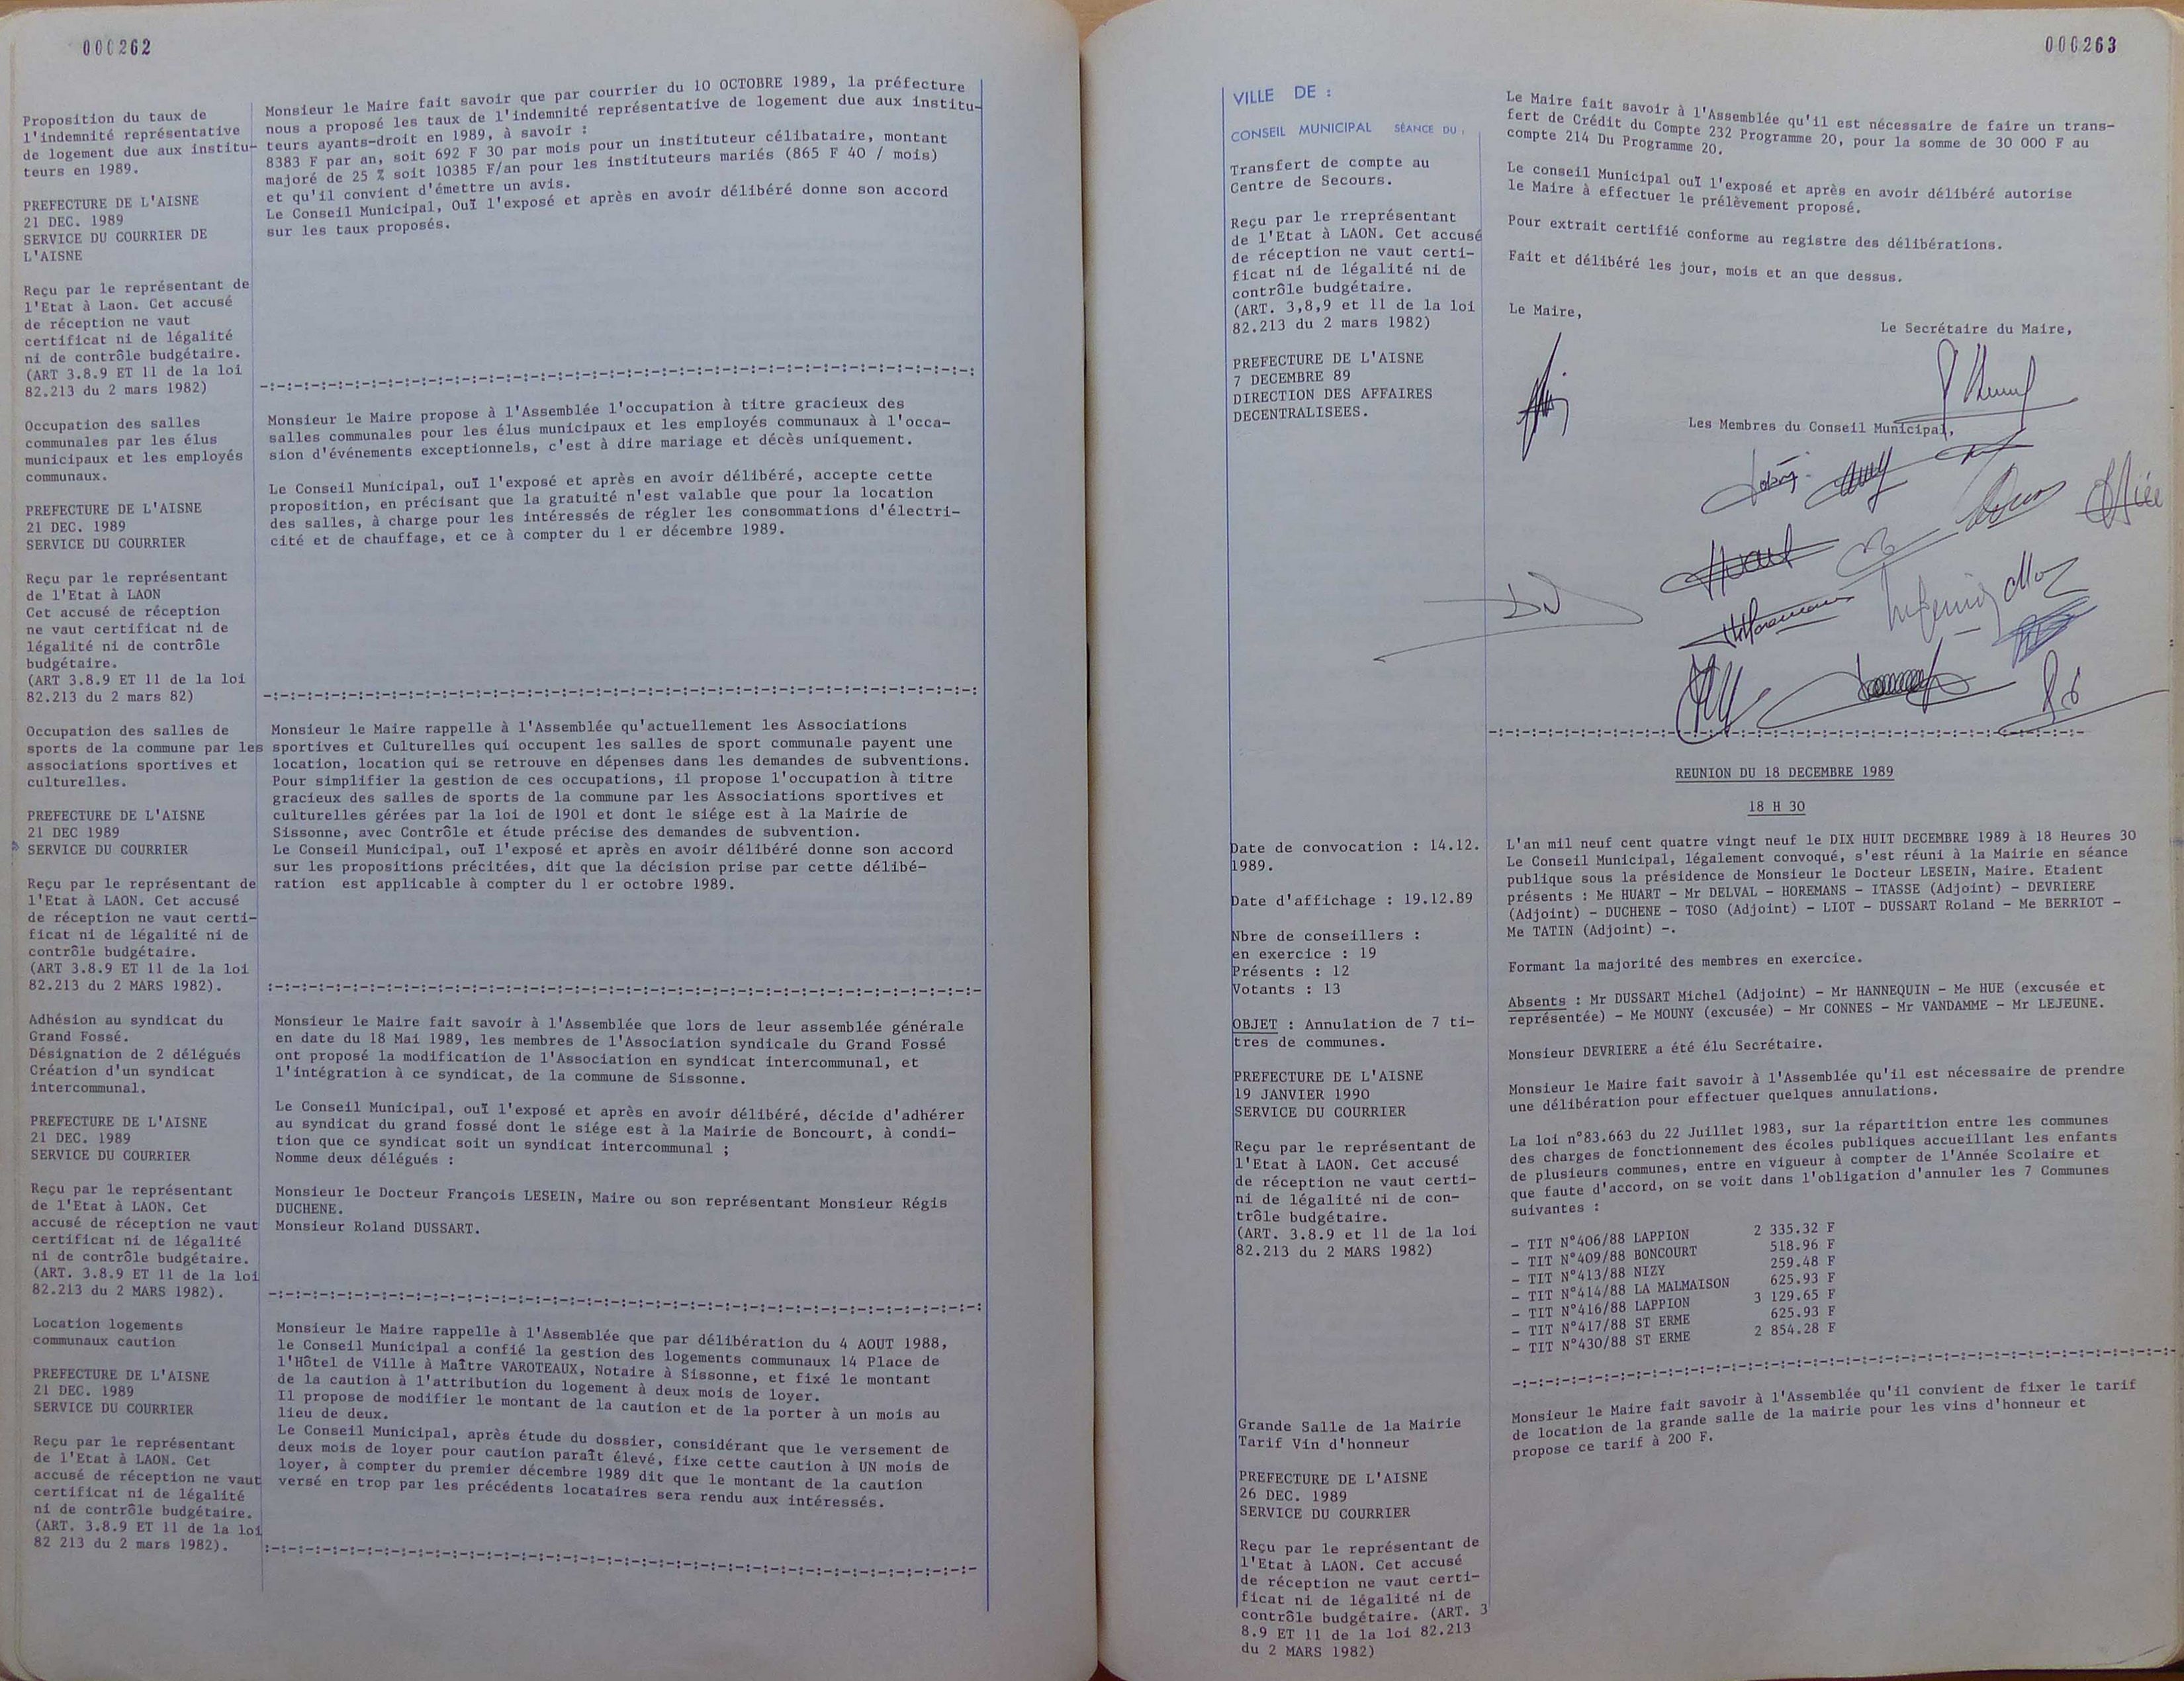 000262
Proposition du taux de
l'indemnité représentative
de logement due aux institu-
teurs en 1989.
PREFECTURE DE L'AISNE
21 DEC. 1989
SERVICE DU COURRIER DE
L'AISNE
Reçu par le représentant de
l'Etat à Laon. Cet accusé
de réception ne vaut
certificat ni de légalité
ni de contrôle budgétaire.
(ART 3.8.9 ET 11 de la loi
82.213 du 2 mars 1982)
Monsieur le Maire fait savoir que par courrier du 10 OCTOBRE 1989, la préfecture
nous a proposé les taux de l'indemnité représentative de logement due aux institu-
teurs ayants-droit en 1989, à savoir :
8383 F par an, soit 692 F 30 par mois pour un instituteur célibataire, montant
majoré de 25 % soit 10385 F/an pour les instituteurs mariés (865 F 40 / mois)
et qu'il convient d'émettre un avis.
Le Conseil Municipal, Ouï l'exposé et après en avoir délibéré donne son accord
sur les taux proposés.
-:-:-:-:-:-:-:-:-:-:-:-:-:-:-:-:-:-:-:-:-:-:-:-:-:-:-:-:-:-:-:-:-:-:-:-:-:-:-:-:-:
Occupation des salles
communales par les élus
municipaux et les employés
communaux.
PREFECTURE DE L'AISNE
21 DEC. 1989
SERVICE DU COURRIER
Reçu par le représentant
de l'Etat à LAON
Cet accusé de réception
ne vaut certificat ni de
légalité ni de contrôle
budgétaire.
(ART 3.8.9 ET 11 de la loi
82.213 du 2 mars 82)
Monsieur le Maire propose à l'Assemblée l'occupation à titre gracieux des
salles communales pour les élus municipaux et les employés communaux à l'occa-
sion d'événements exceptionnels, c'est à dire mariage et décès uniquement.
Le Conseil Municipal, ouï l'exposé et après en avoir délibéré, accepte cette
proposition, en précisant que la gratuité n'est valable que pour la location
des salles, à charge pour les intéressés de régler les consommations d'électri-
cité et de chauffage, et ce à compter du 1 er décembre 1989.
-:-:-:-:-:-:-:-:-:-:-:-:-:-:-:-:-:-:-:-:-:-:-:-:-:-:-:-:-:-:-:-:-:-:-:-:-:-:-:-:-:
Occupation des salles de
sports de la commune par les
associations sportives et
culturelles.
PREFECTURE DE L'AISNE
21 DEC 1989
SERVICE DU COURRIER
Reçu par le représentant de
l'Etat à LAON. Cet accusé
de réception ne vaut certi-
ficat ni de légalité ni de
contrôle budgétaire.
(ART 3.8.9 ET 11 de la loi
82.213 du 2 MARS 1982).
Monsieur le Maire rappelle à l'Assemblée qu'actuellement les Associations
sportives et Culturelles qui occupent les salles de sport communale payent une
location, location qui se retrouve en dépenses dans les demandes de subventions.
Pour simplifier la gestion de ces occupations, il propose l'occupation à titre
gracieux des salles de sports de la commune par les Associations sportives et
culturelles gérées par la loi de 1901 et dont le siége est à la Mairie de
Sissonne, avec Contrôle et étude précise des demandes de subvention.
Le Conseil Municipal, ouï l'exposé et après en avoir délibéré donne son accord
sur les propositions précitées, dit que la décision prise par cette délibé-
ration est applicable à compter du 1 er octobre 1989.
:-:-:-:-:-:-:-:-:-:-:-:-:-:-:-:-:-:-:-:-:-:-:-:-:-:-:-:-:-:-:-:-:-:-:-:-:-:-:-:-:-
Adhésion au syndicat du
Grand Fossé.
Désignation de 2 délégués
Création d'un syndicat
intercommunal.
PREFECTURE DE L'AISNE
21 DEC. 1989
SERVICE DU COURRIER
Reçu par le représentant
de l'Etat à LAON. Cet
accusé de réception ne vaut
certificat ni de légalité
ni de contrôle budgétaire.
(ART. 3.8.9 ET 11 de la loi
82.213 du 2 MARS 1982).
Monsieur le Maire fait savoir à l'Assemblée que lors de leur assemblée générale
en date du 18 Mai 1989, les membres de l'Association syndicale du Grand Fossé
ont proposé la modification de l'Association en syndicat intercommunal, et
l'intégration à ce syndicat, de la commune de Sissonne.
Le Conseil Municipal, ouï l'exposé et après en avoir délibéré, décide d'adhérer
au syndicat du grand fossé dont le siége est à la Mairie de Boncourt, à condi-
tion que ce syndicat soit un syndicat intercommunal ;
Nomme deux délégués :
Monsieur le Docteur François LESEIN, Maire ou son représentant Monsieur Régis
DUCHENE.
Monsieur Roland DUSSART.
-:-:-:-:-:-:-:-:-:-:-:-:-:-:-:-:-:-:-:-:-:-:-:-:-:-:-:-:-:-:-:-:-:-:-:-:-:-:-:-:-:
Location logements
communaux caution
PREFECTURE DE L'AISNE
21 DEC. 1989
SERVICE DU COURRIER
Reçu par le représentant
de l'Etat à LAON. Cet
accusé de réception ne vaut
certificat ni de légalité
ni de contrôle budgétaire.
(ART. 3.8.9 ET 11 de la loi
82 213 du 2 mars 1982).
Monsieur le Maire rappelle à l'Assemblée que par délibération du 4 AOUT 1988,
le Conseil Municipal a confié la gestion des logements communaux 14 Place de
l'Hôtel de Ville à Maître VAROTEAUX, Notaire à Sissonne, et fixé le montant
de la caution à l'attribution du logement à deux mois de loyer.
Il propose de modifier le montant de la caution et de la porter à un mois au
lieu de deux.
Le Conseil Municipal, après étude du dossier, considérant que le versement de
deux mois de loyer pour caution paraît élevé, fixe cette caution à UN mois de
loyer, à compter du premier décembre 1989 dit que le montant de la caution
versé en trop par les précédents locataires sera rendu aux intéressés.
:-:-:-:-:-:-:-:-:-:-:-:-:-:-:-:-:-:-:-:-:-:-:-:-:-:-:-:-:-:-:-:-:-:-:-:-:-:-:-:-:-
000263
VILLE DE :
CONSEIL MUNICIPAL SÉANCE DU :
Transfert de compte au
Centre de Secours.
Reçu par le rreprésentant
de l'Etat à LAON. Cet accusé
de réception ne vaut certi-
ficat ni de légalité ni de
contrôle budgétaire.
(ART. 3,8,9 et 11 de la loi
82.213 du 2 mars 1982)
PREFECTURE DE L'AISNE
7 DECEMBRE 89
DIRECTION DES AFFAIRES
DECENTRALISEES.
Le Maire fait savoir à l'Assemblée qu'il est nécessaire de faire un trans-
fert de Crédit du Compte 232 Programme 20, pour la somme de 30 000 F au
compte 214 Du Programme 20.
Le conseil Municipal ouï l'exposé et après en avoir délibéré autorise
le Maire à effectuer le prélèvement proposé.
Pour extrait certifié conforme au registre des délibérations.
Fait et délibéré les jour, mois et an que dessus.
Le Maire,
Le Secrétaire du Maire,
Les Membres du Conseil Municipal,
-:-:-:-:-:-:-:-:-:-:-:-:-:-:-:-:-:-:-:-:-:-:-:-:-:-:-:-:-:-:-:-:-:-:
REUNION DU 18 DECEMBRE 1989
18 H 30
Date de convocation : 14.12.
1989.
Date d'affichage : 19.12.89
Nbre de conseillers :
en exercice : 19
Présents : 12
Votants : 13
OBJET : Annulation de 7 ti-
tres de communes.
PREFECTURE DE L'AISNE
19 JANVIER 1990
SERVICE DU COURRIER
Reçu par le représentant de
l'Etat à LAON. Cet accusé
de réception ne vaut certi-
ni de légalité ni de con-
trôle budgétaire.
(ART. 3.8.9 et 11 de la loi
82.213 du 2 MARS 1982)
L'an mil neuf cent quatre vingt neuf le DIX HUIT DECEMBRE 1989 à 18 Heures 30
Le Conseil Municipal, légalement convoqué, s'est réuni à la Mairie en séance
publique sous la présidence de Monsieur le Docteur LESEIN, Maire. Etaient
présents : Me HUART - Mr DELVAL - HOREMANS - ITASSE (Adjoint) - DEVRIERE
(Adjoint) - DUCHENE - TOSO (Adjoint) - LIOT - DUSSART Roland - Me BERRIOT -
Me TATIN (Adjoint) -.
Formant la majorité des membres en exercice.
Absents : Mr DUSSART Michel (Adjoint) - Mr HANNEQUIN - Me HUE (excusée et
représentée) - Me MOUNY (excusée) - Mr CONNES - Mr VANDAMME - Mr LEJEUNE.
Monsieur DEVRIERE a été élu Secrétaire.
Monsieur le Maire fait savoir à l'Assemblée qu'il est nécessaire de prendre
une délibération pour effectuer quelques annulations.
La loi n°83.663 du 22 Juillet 1983, sur la répartition entre les communes
des charges de fonctionnement des écoles publiques accueillant les enfants
de plusieurs communes, entre en vigueur à compter de l'Année Scolaire et
que faute d'accord, on se voit dans l'obligation d'annuler les 7 Communes
suivantes :
- TIT N°406/88 LAPPION 2 335.32 F
- TIT N°409/88 BONCOURT 518.96 F
- TIT N°413/88 NIZY 259.48 F
- TIT N°414/88 LA MALMAISON 625.93 F
- TIT N°416/88 LAPPION 3 129.65 F
- TIT N°417/88 ST ERME 625.93 F
- TIT N°430/88 ST ERME 2 854.28 F
-:-:-:-:-:-:-:-:-:-:-:-:-:-:-:-:-:-:-:-:-:-:-:-:-:-:-:-:-:-:-:-:-:-:-:-:-:-:
Grande Salle de la Mairie
Tarif Vin d'honneur
PREFECTURE DE L'AISNE
26 DEC. 1989
SERVICE DU COURRIER
Reçu par le représentant de
l'Etat à LAON. Cet accusé
de réception ne vaut certi-
ficat ni de légalité ni de
contrôle budgétaire. (ART. 3
8.9 ET 11 de la loi 82.213
du 2 MARS 1982)
Monsieur le Maire fait savoir à l'Assemblée qu'il convient de fixer le tarif
de location de la grande salle de la mairie pour les vins d'honneur et
propose ce tarif à 200 F.